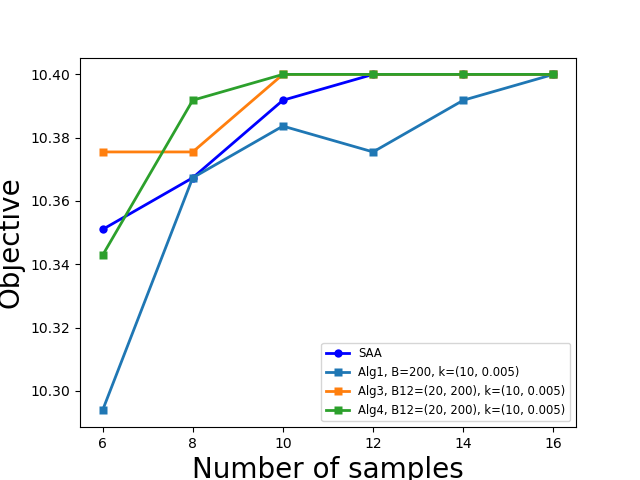 10.40
10.38
10.36
10.34
10.32
10.30
Objective
6 8 10 12 14 16
Number of samples
SAA
Alg1, B=200, k=(10, 0.005)
Alg3, B12=(20, 200), k=(10, 0.005)
Alg4, B12=(20, 200), k=(10, 0.005)